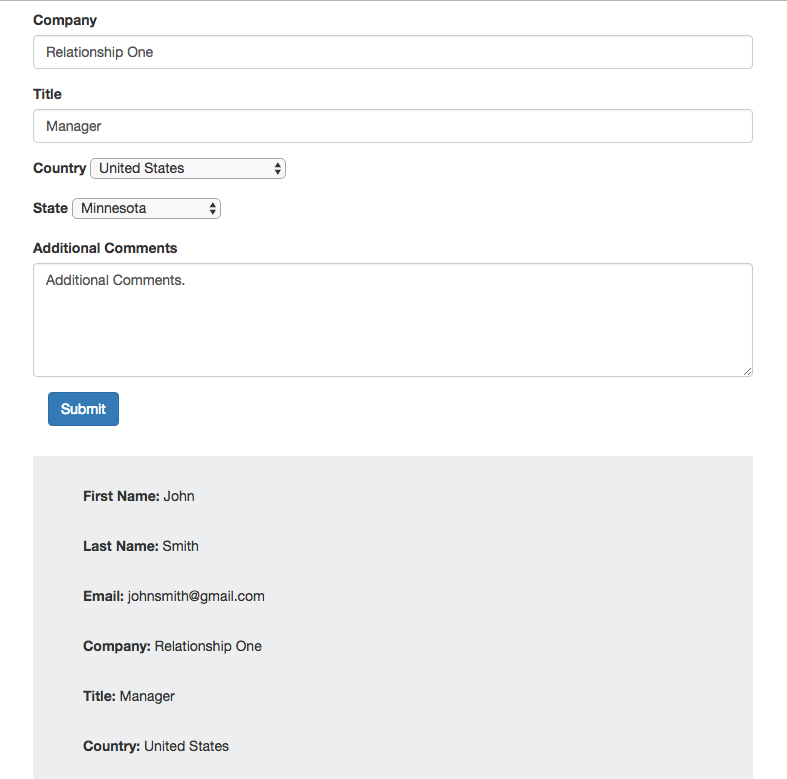 Company
Relationship One
Title
Manager
Country United States
State Minnesota
Additional Comments
Additional Comments.
Submit
First Name: John
Last Name: Smith
Email: johnsmith@gmail.com
Company: Relationship One
Title: Manager
Country: United States